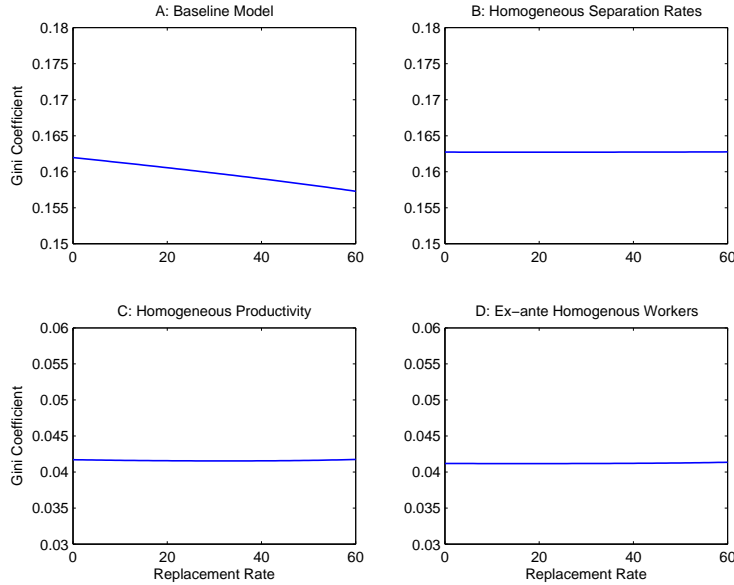 A: Baseline Model
B: Homogeneous Separation Rates
Gini Coefficient
0.18
0.175
0.17
0.165
0.16
0.155
0.15
0 20 40 60
0.18
0.175
0.17
0.165
0.16
0.155
0.15
0 20 40 60
C: Homogeneous Productivity
D: Ex−ante Homogenous Workers
Gini Coefficient
0.06
0.055
0.05
0.045
0.04
0.035
0.03
0 20 40 60
Replacement Rate
0.06
0.055
0.05
0.045
0.04
0.035
0.03
0 20 40 60
Replacement Rate